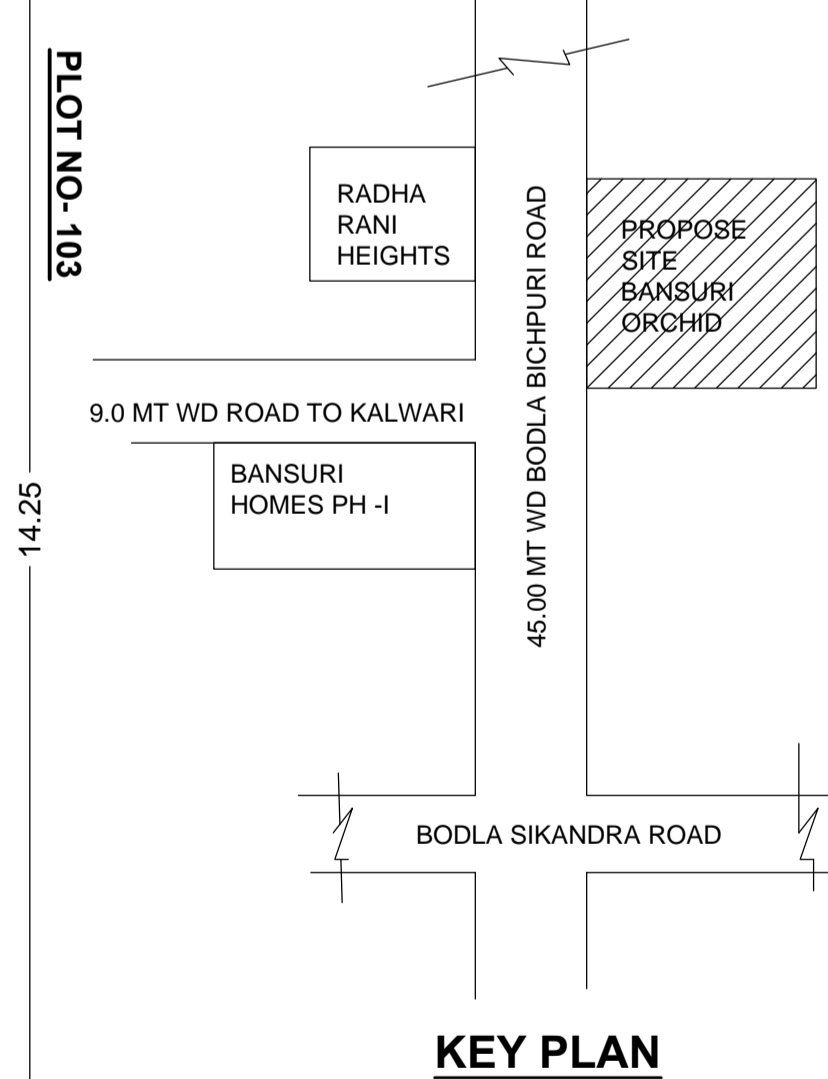 PLOT NO- 103
RADHA
RANI
HEIGHTS
PROPOSE
SITE
BANSURI
ORCHID
45.00 MT WD BODLA BICHPURI ROAD
9.0 MT WD ROAD TO KALWARI
BANSURI
HOMES PH -I
14.25
BODLA SIKANDRA ROAD
KEY PLAN